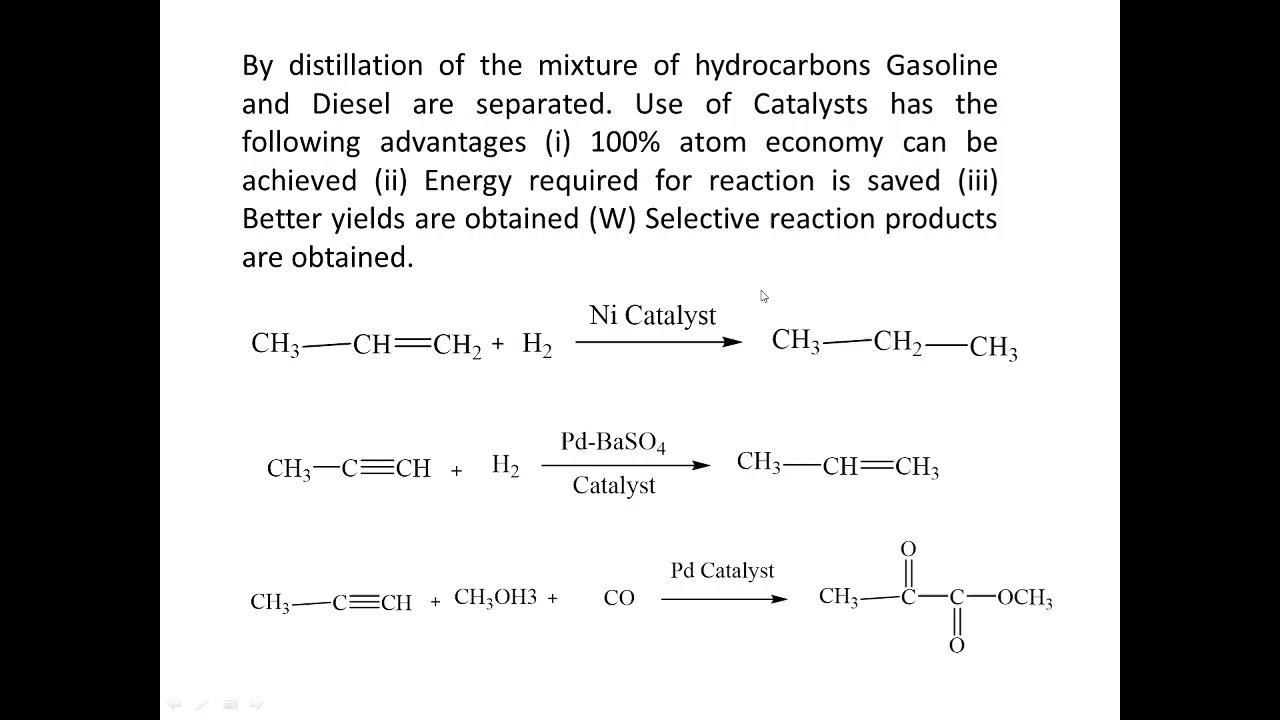 By distillation of the mixture of hydrocarbons Gasoline
and Diesel are separated. Use of Catalysts has the
following advantages (i) 100% atom economy can be
achieved (ii) Energy required for reaction is saved (iii)
Better yields are obtained (W) Selective reaction products
are obtained.
Ni Catalyst
CH₃—CH=CH₂ + H₂ → CH₃—CH₂—CH₃
Pd-BaSO₄
CH₃—C≡CH + H₂ → CH₃—CH=CH₃
Catalyst
O
Pd Catalyst
CH₃—C≡CH + CH₃OH3 + CO → CH₃—C—C—OCH₃
O